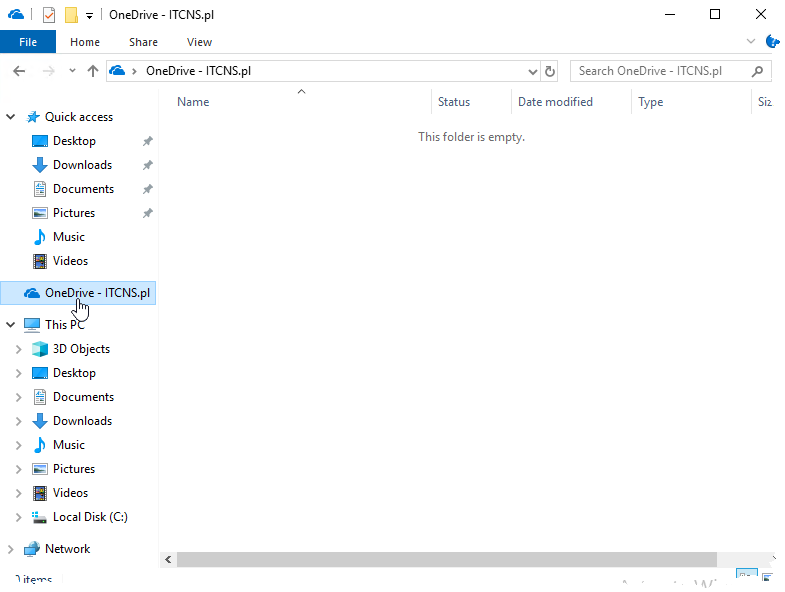 OneDrive - ITCNS.pl
File Home Share View
OneDrive - ITCNS.pl Search OneDrive - ITCNS.pl
Name Status Date modified Type Siz
This folder is empty.
Quick access
Desktop
Downloads
Documents
Pictures
Music
Videos
OneDrive - ITCNS.pl
This PC
3D Objects
Desktop
Documents
Downloads
Music
Pictures
Videos
Local Disk (C:)
Network
items